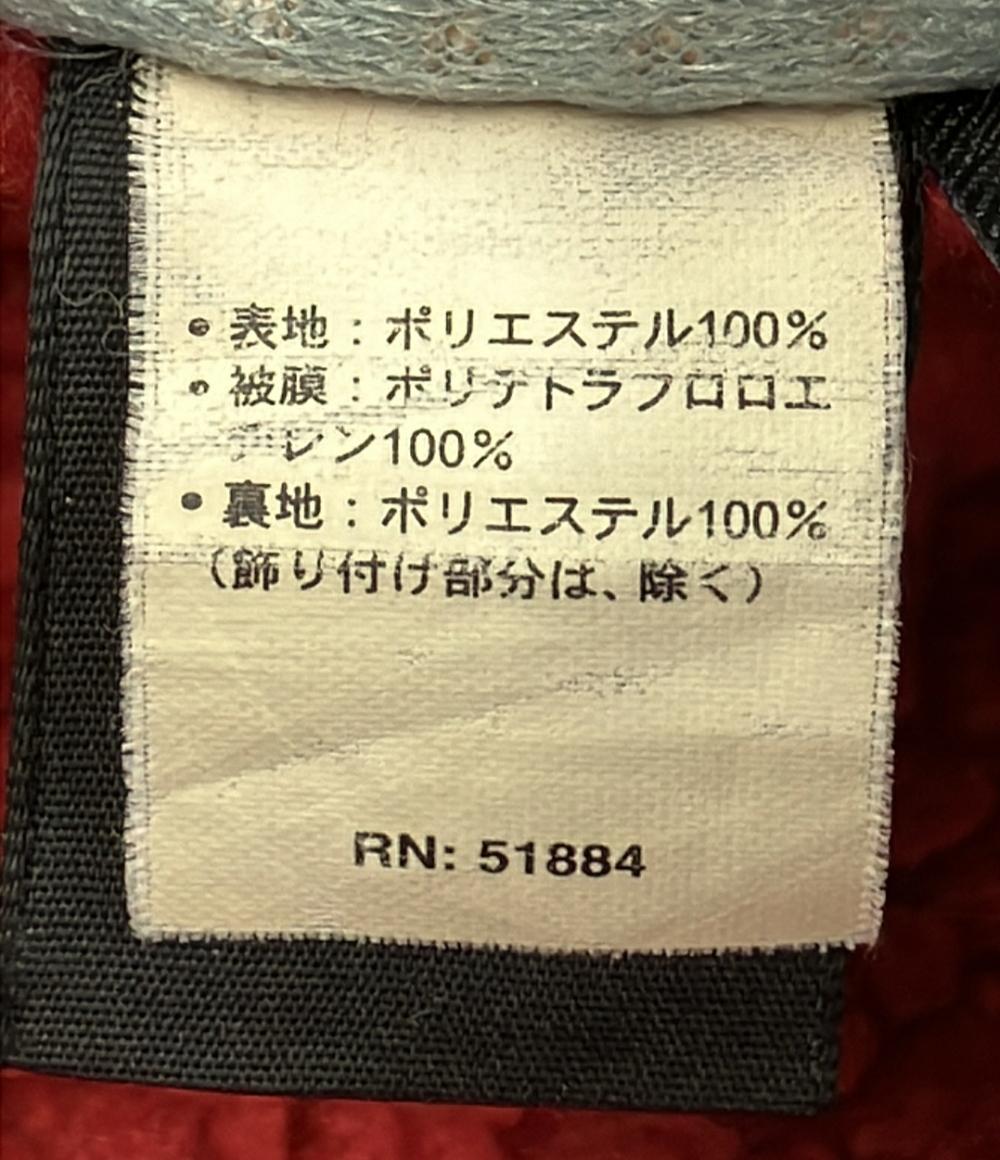 • 表地：ポリエステル100%
• 被膜：ポリテトラフロロエ
チレン100%
• 裏地：ポリエステル100%
（飾り付け部分は、除く）
RN: 51884